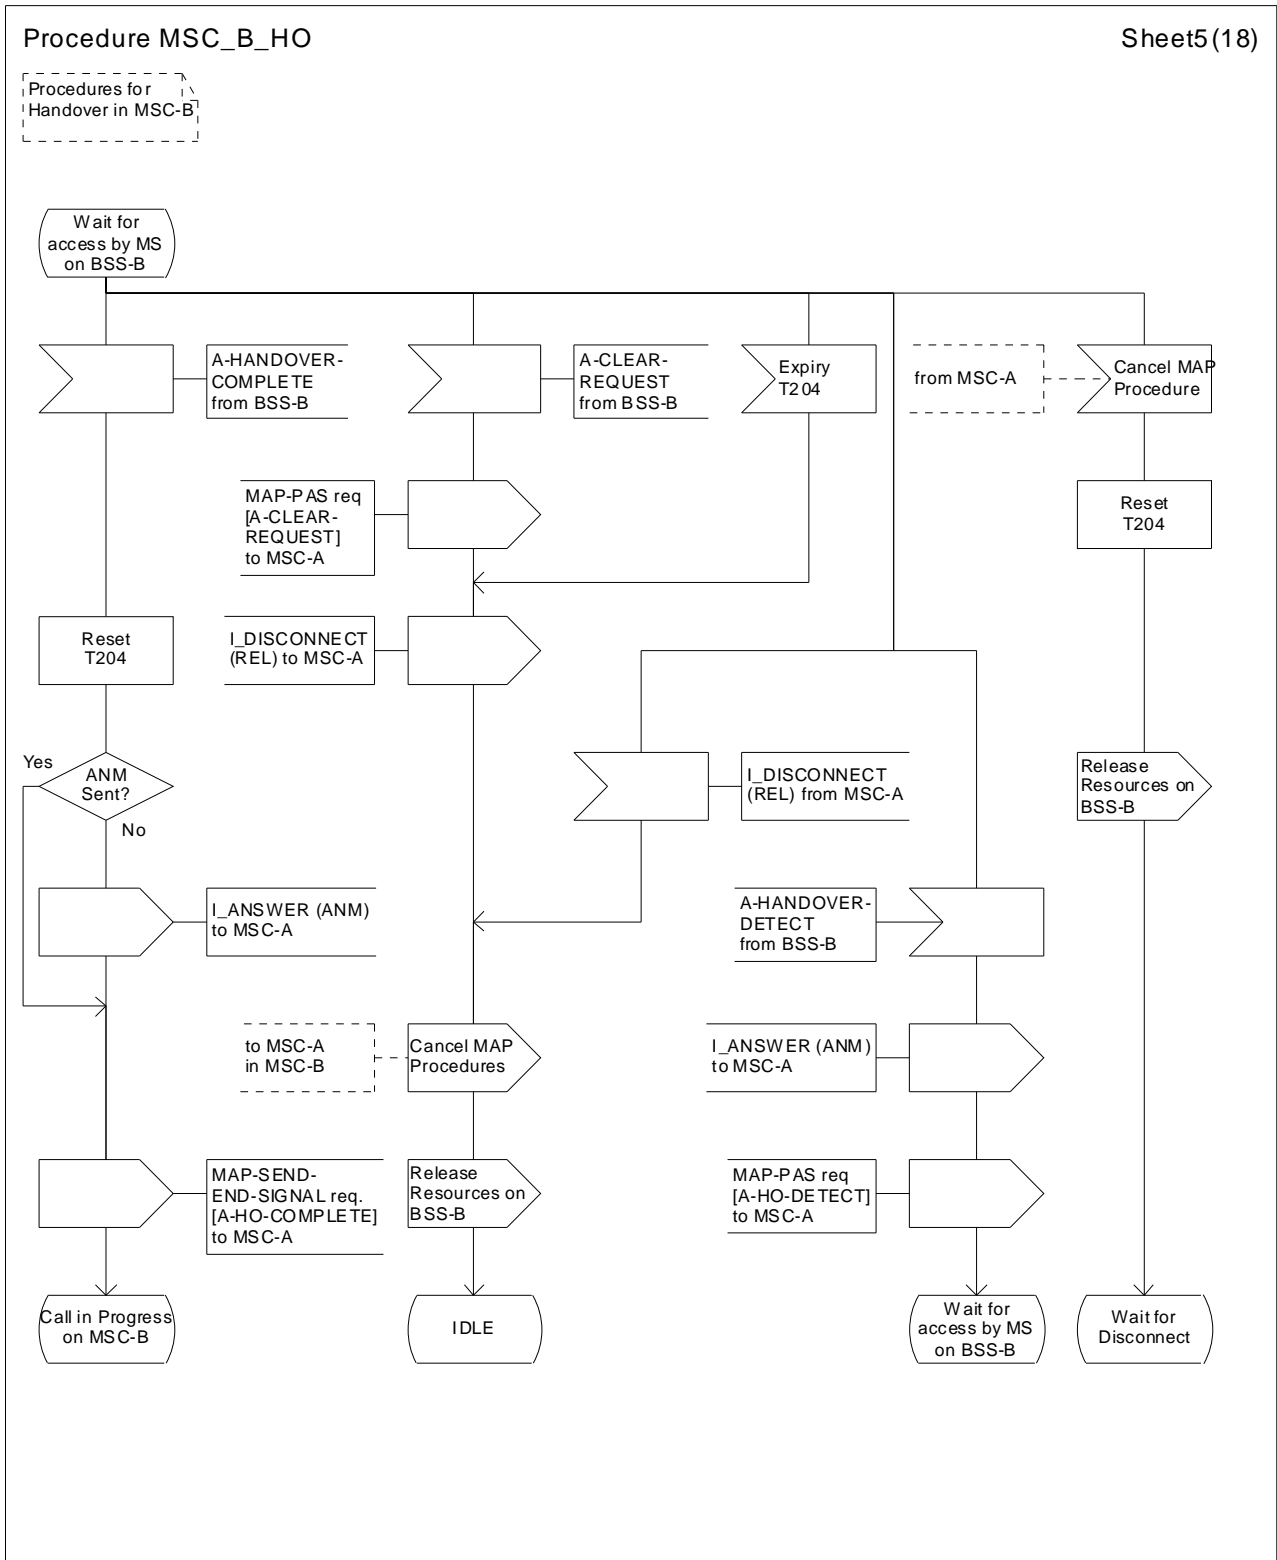 Procedure MSC_B_HO
Sheet5(18)
Procedures for
Handover in MSC-B
Wait for
access by MS
on BSS-B
A-HANDOVER-
COMPLETE
from BSS-B
A-CLEAR-
REQUEST
from BSS-B
Expiry
T204
from MSC-A
Cancel MAP
Procedure
MAP-PAS req
[A-CLEAR-
REQUEST]
to MSC-A
Reset
T204
Reset
T204
I_DISCONNECT
(REL) to MSC-A
Yes
ANM
Sent?
No
I_DISCONNECT
(REL) from MSC-A
Release
Resources on
BSS-B
I_ANSWER (ANM)
to MSC-A
A-HANDOVER-
DETECT
from BSS-B
to MSC-A
in MSC-B
Cancel MAP
Procedures
I_ANSWER (ANM)
to MSC-A
MAP-SEND-
END-SIGNAL req.
[A-HO-COMPLETE]
to MSC-A
Release
Resources on
BSS-B
MAP-PAS req
[A-HO-DETECT]
to MSC-A
Call in Progress
on MSC-B
IDLE
Wait for
access by MS
on BSS-B
Wait for
Disconnect